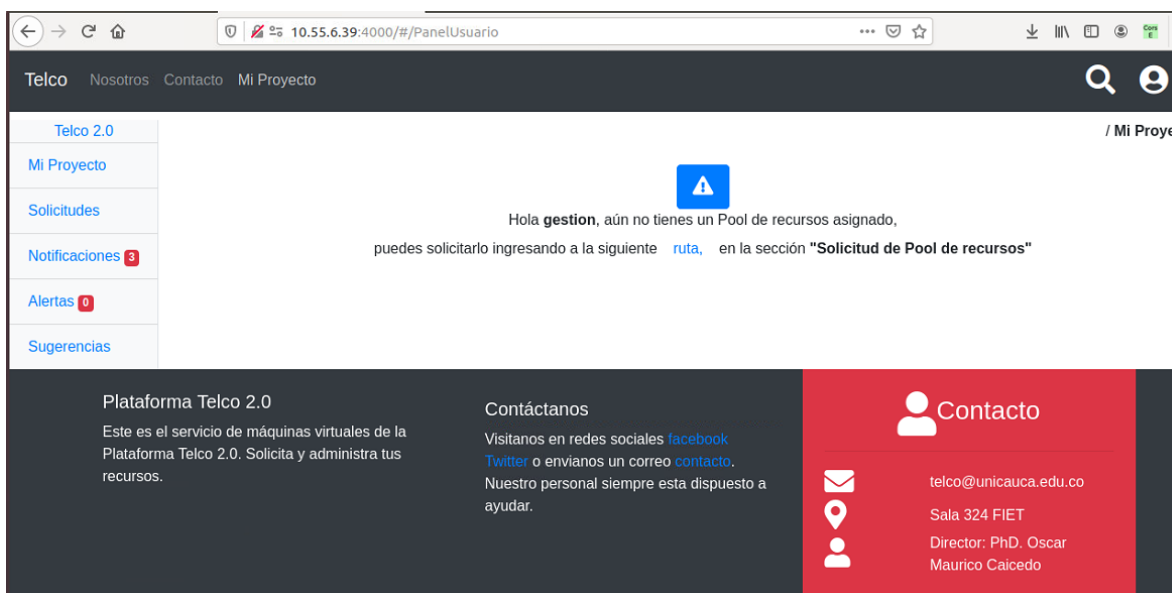 10.55.6.39:4000/#/PanelUsuario
Telco Nosotros Contacto Mi Proyecto
Telco 2.0
/ Mi Proye
Mi Proyecto
Solicitudes
Notificaciones 3
Alertas 0
Sugerencias
Hola gestion, aún no tienes un Pool de recursos asignado,
puedes solicitarlo ingresando a la siguiente ruta, en la sección "Solicitud de Pool de recursos"
Plataforma Telco 2.0
Este es el servicio de máquinas virtuales de la
Plataforma Telco 2.0. Solicita y administra tus
recursos.
Contáctanos
Visitanos en redes sociales facebook
Twitter o envianos un correo contacto.
Nuestro personal siempre esta dispuesto a
ayudar.
Contacto
telco@unicauca.edu.co
Sala 324 FIET
Director: PhD. Oscar
Maurico Caicedo